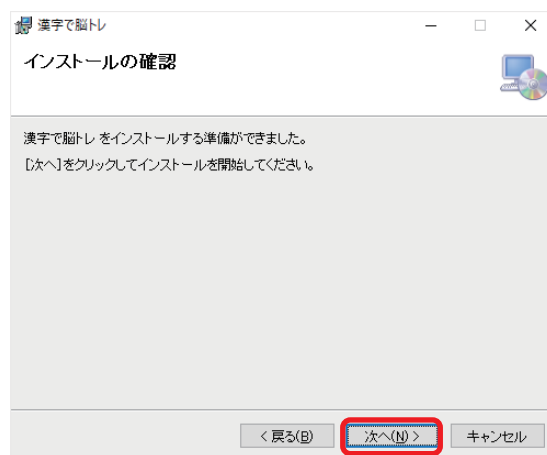 漢字で脳トレ
インストールの確認
漢字で脳トレ をインストールする準備ができました。
[次へ]をクリックしてインストールを開始してください。
< 戻る(B) 次へ(N) > キャンセル